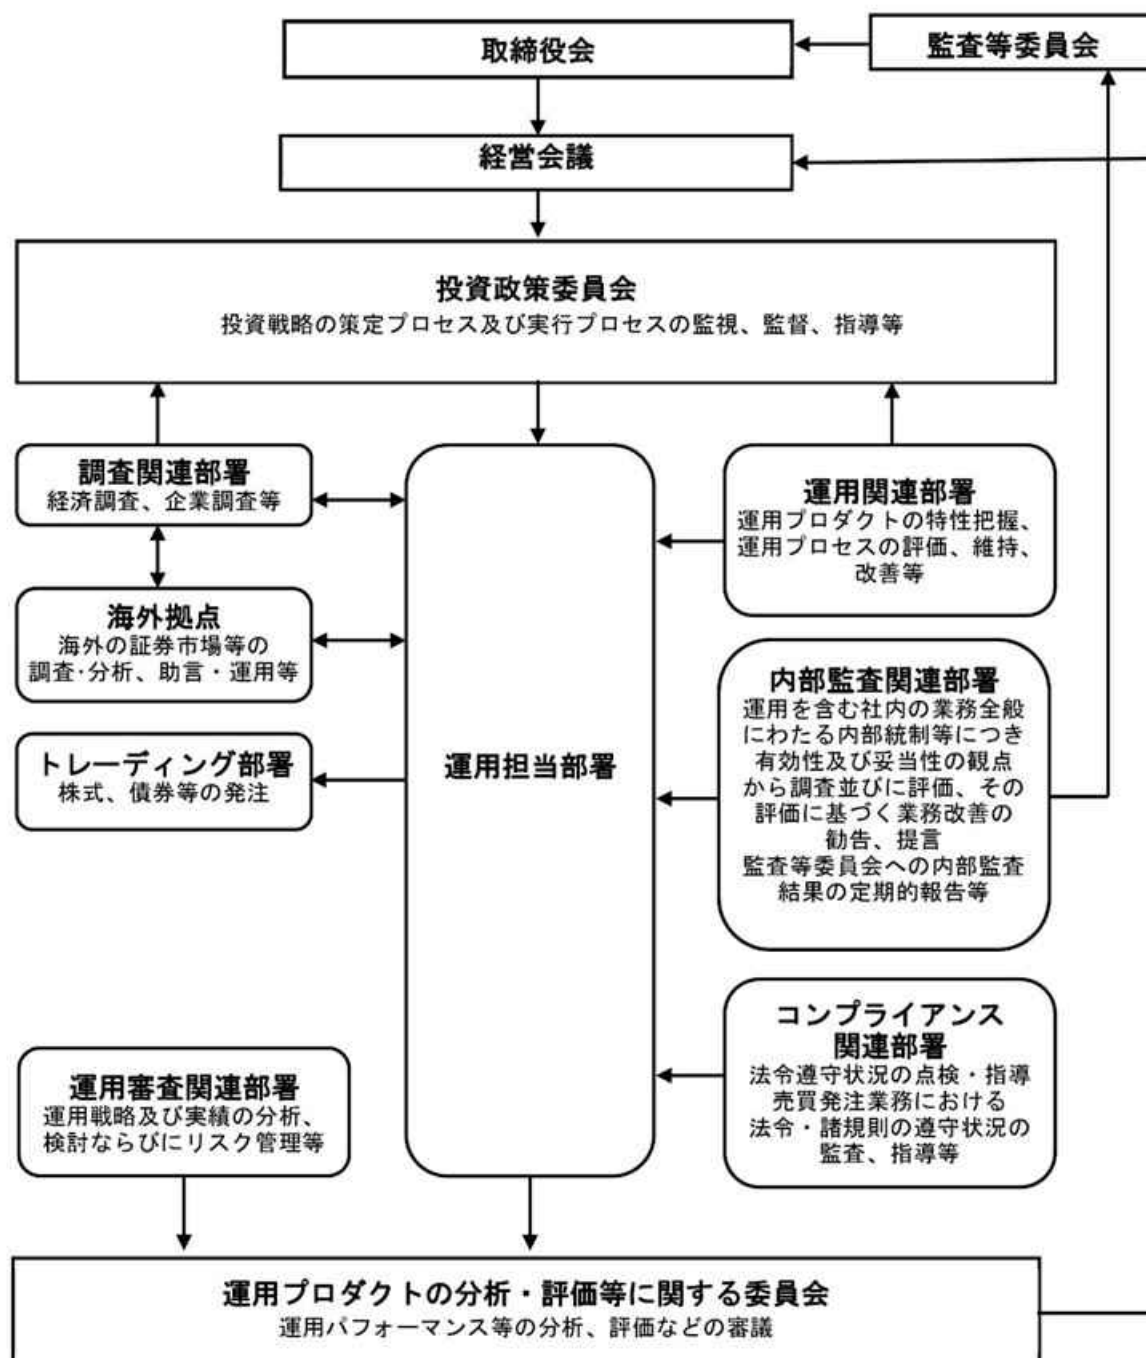 取締役会
監査等委員会
経営会議
投資政策委員会
投資戦略の策定プロセス及び実行プロセスの監視、監督、指導等
調査関連部署
経済調査、企業調査等
海外拠点
海外の証券市場等の
調査･分析、助言・運用等
トレーディング部署
株式、債券等の発注
運用審査関連部署
運用戦略及び実績の分析、
検討ならびにリスク管理等
運用担当部署
運用関連部署
運用プロダクトの特性把握、
運用プロセスの評価、維持、
改善等
内部監査関連部署
運用を含む社内の業務全般
にわたる内部統制等につき
有効性及び妥当性の観点
から調査並びに評価、その
評価に基づく業務改善の
勧告、提言
監査等委員会への内部監査
結果の定期的報告等
コンプライアンス
関連部署
法令遵守状況の点検・指導
売買発注業務における
法令・諸規則の遵守状況の
監査、指導等
運用プロダクトの分析・評価等に関する委員会
運用パフォーマンス等の分析、評価などの審議